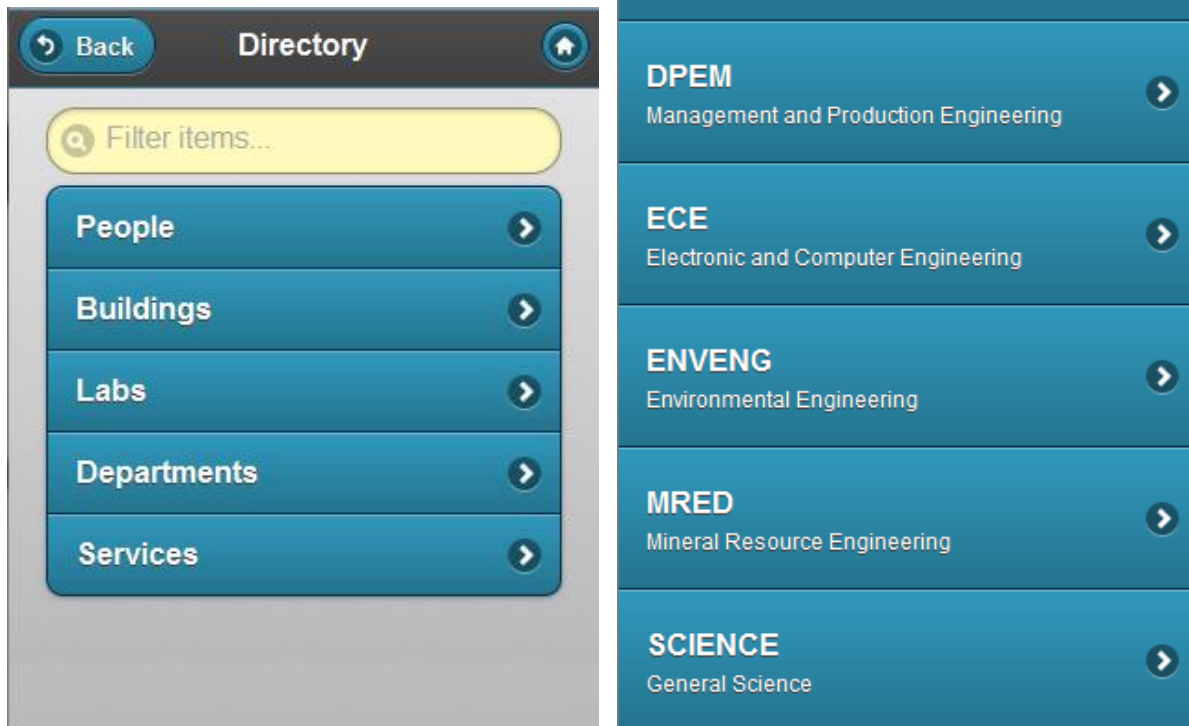 Back
Directory
Filter items...
People
Buildings
Labs
Departments
Services
DPEM
Management and Production Engineering
ECE
Electronic and Computer Engineering
ENVENG
Environmental Engineering
MRED
Mineral Resource Engineering
SCIENCE
General Science